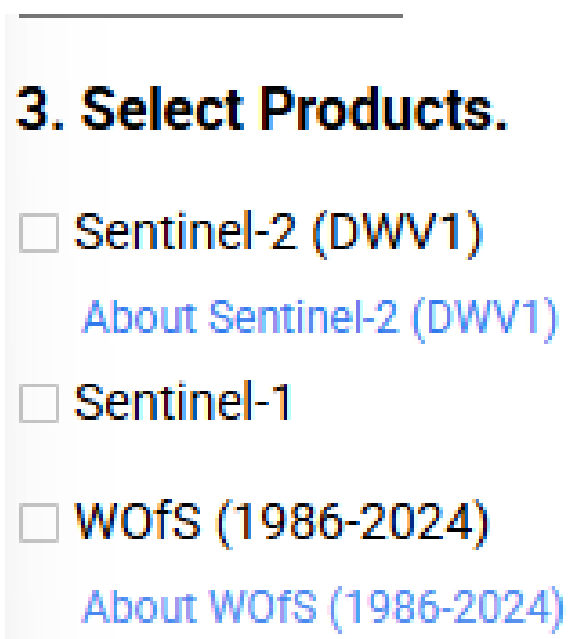 3. Select Products.
Sentinel-2 (DWV1)
About Sentinel-2 (DWV1)
Sentinel-1
WOfS (1986-2024)
About WOfS (1986-2024)